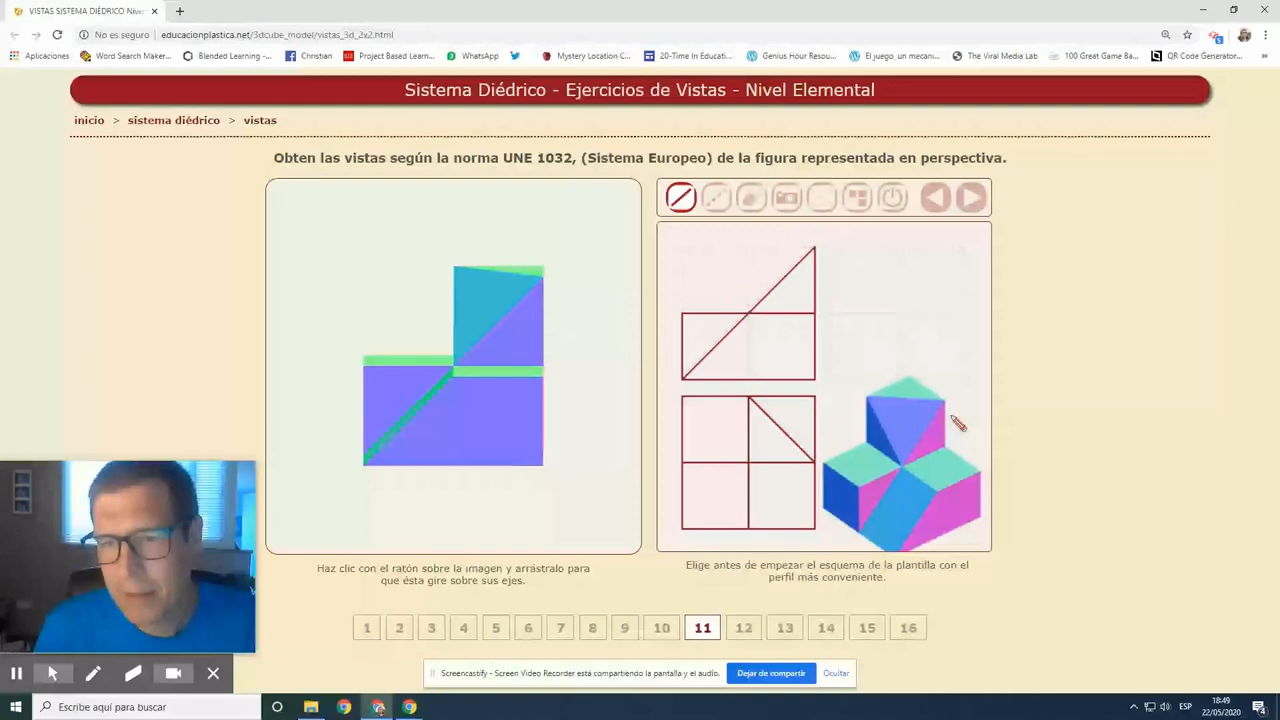 VISTAS SISTEMA DIÉDRICO Nive
No es seguro | educacionplastica.net/3dcube_model/vistas_3d_2x2.html
Aplicaciones Word Search Maker... Blended Learning -... Christian Project Based Learn... WhatsApp Mystery Location C... 20-Time In Educati... Genius Hour Resou... El juego, un mecani... The Viral Media Lab 100 Great Game Ba... QR Code Generator... »
Sistema Diédrico - Ejercicios de Vistas - Nivel Elemental
inicio > sistema diédrico > vistas
Obten las vistas según la norma UNE 1032, (Sistema Europeo) de la figura representada en perspectiva.
Haz clic con el ratón sobre la imagen y arrástralo para
que ésta gire sobre sus ejes.
Elige antes de empezar el esquema de la plantilla con el
perfil más conveniente.
1 2 3 4 5 6 7 8 9 10 11 12 13 14 15 16
Screencastify - Screen Video Recorder está compartiendo la pantalla y el audio. Dejar de compartir Ocultar
Escribe aquí para buscar
ESP
18:49
22/05/2020
4